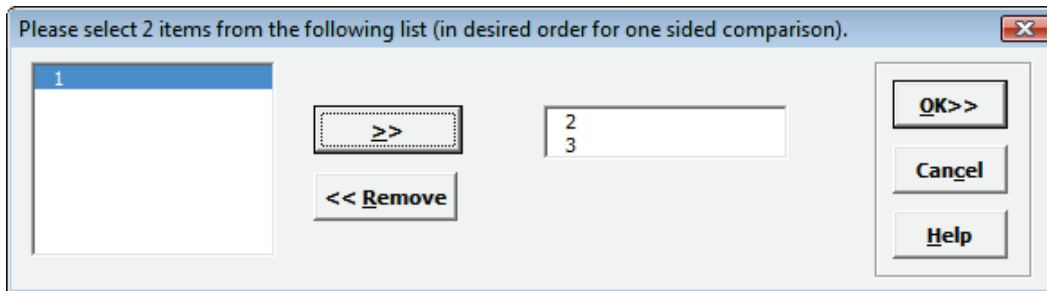 Please select 2 items from the following list (in desired order for one sided comparison).
1
>>
<< Remove
2
3
OK>>
Cancel
Help